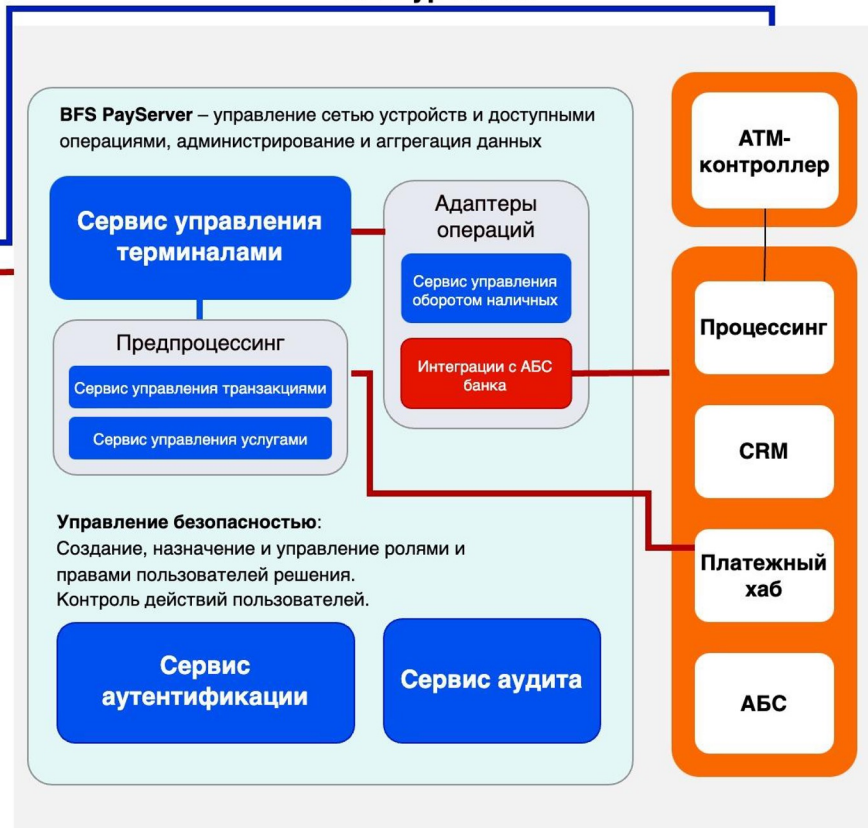 BFS PayServer – управление сетью устройств и доступными
операциями, администрирование и аггрегация данных
Сервис управления
терминалами
Адаптеры
операций
Сервис управления
оборотом наличных
Интеграции с АБС
банка
Предпроцессинг
Сервис управления транзакциями
Сервис управления услугами
Управление безопасностью:
Создание, назначение и управление ролями и
правами пользователей решения.
Контроль действий пользователей.
Сервис
аутентификации
Сервис аудита
АТМ-
контроллер
Процессинг
CRM
Платежный
хаб
АБС